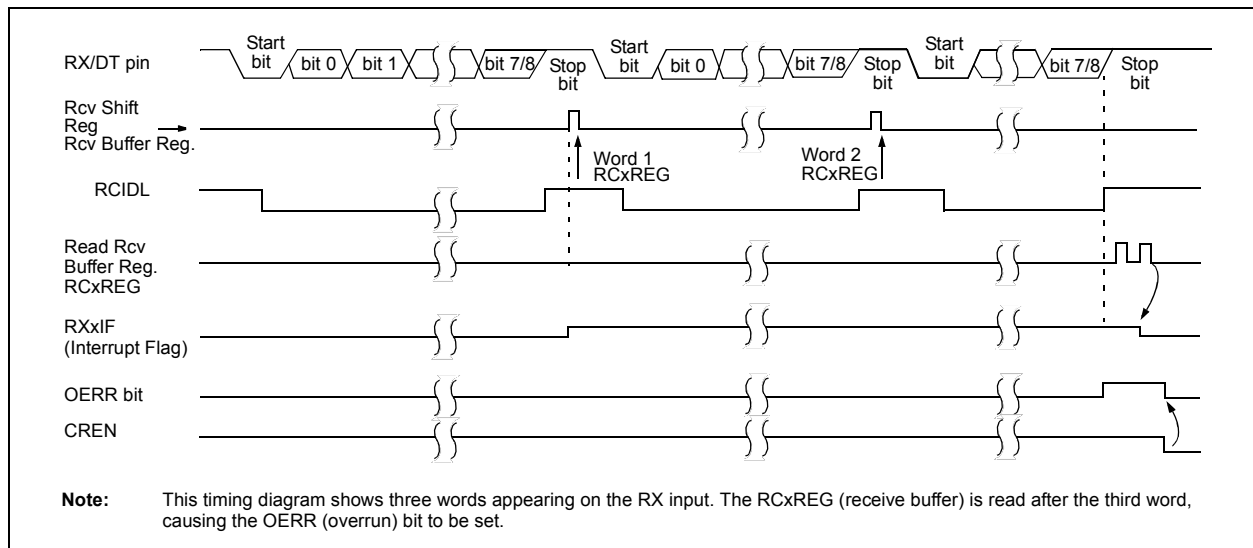 RX/DT pin
Start
bit
bit 0
bit 1
bit 7/8
Stop
bit
Start
bit
bit 0
bit 7/8
Stop
bit
Start
bit
bit 7/8
Stop
bit
Rcv Shift
Reg
Rcv Buffer Reg.
Word 1
RCxREG
Word 2
RCxREG
RCIDL
Read Rcv
Buffer Reg.
RCxREG
RXxIF
(Interrupt Flag)
OERR bit
CREN
Note: This timing diagram shows three words appearing on the RX input. The RCxREG (receive buffer) is read after the third word,
causing the OERR (overrun) bit to be set.